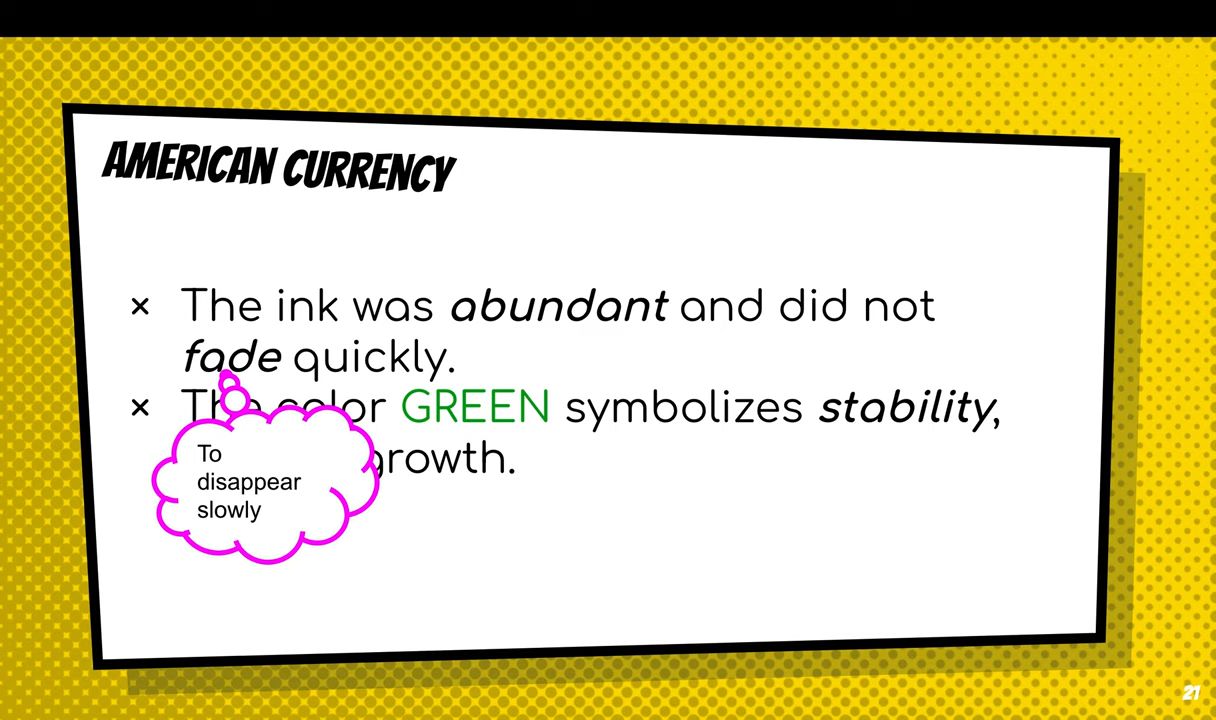 AMERICAN CURRENCY
× The ink was abundant and did not
fade quickly.
× The color GREEN symbolizes stability,
growth.
To
disappear
slowly
21